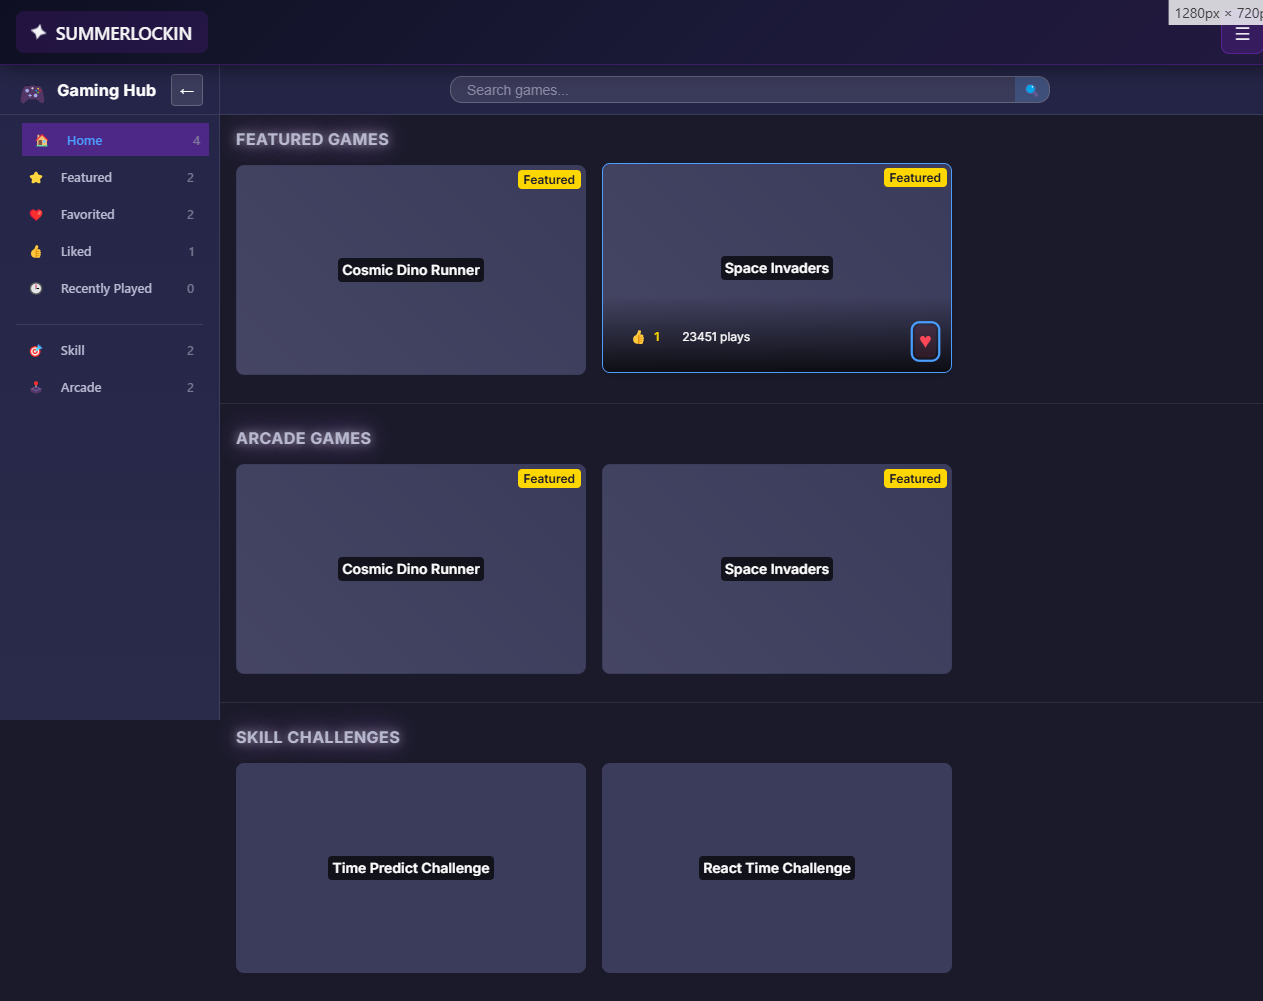 SUMMERLOCKIN
1280px × 720p
Gaming Hub
Search games...
Home 4
Featured 2
Favorited 2
Liked 1
Recently Played 0
Skill 2
Arcade 2
FEATURED GAMES
Featured
Cosmic Dino Runner
Featured
Space Invaders
1 23451 plays
ARCADE GAMES
Featured
Cosmic Dino Runner
Featured
Space Invaders
SKILL CHALLENGES
Time Predict Challenge
React Time Challenge